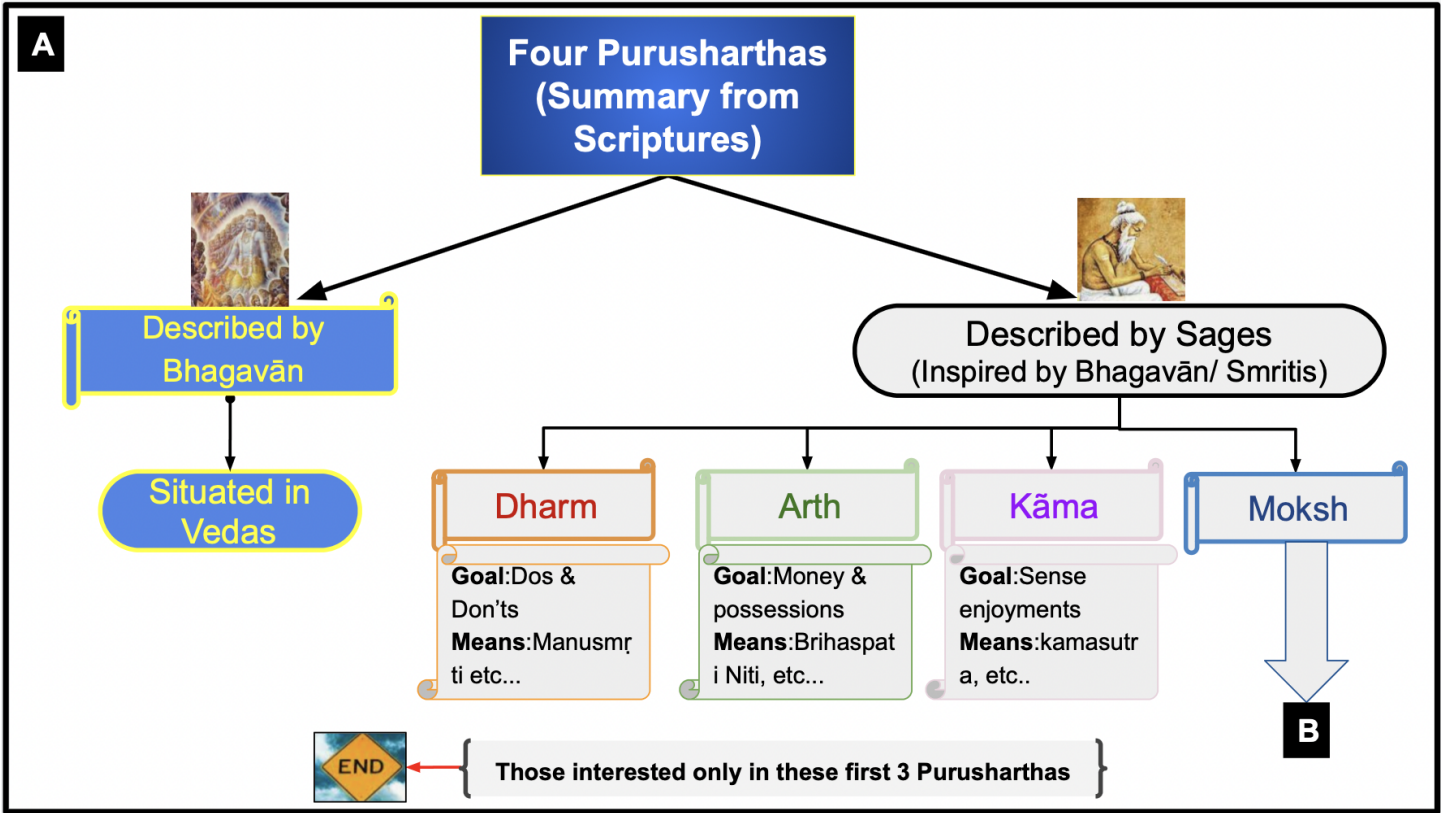 A
Four Purusharthas
(Summary from
Scriptures)
Described by
Bhagavān
Described by Sages
(Inspired by Bhagavān/ Smritis)
Situated in
Vedas
Dharm
Arth
Kãma
Moksh
Goal:Dos &
Don’ts
Means:Manusmṛ
ti etc...
Goal:Money &
possessions
Means:Brihaspat
i Niti, etc...
Goal:Sense
enjoyments
Means:kamasutr
a, etc..
B
END
Those interested only in these first 3 Purusharthas